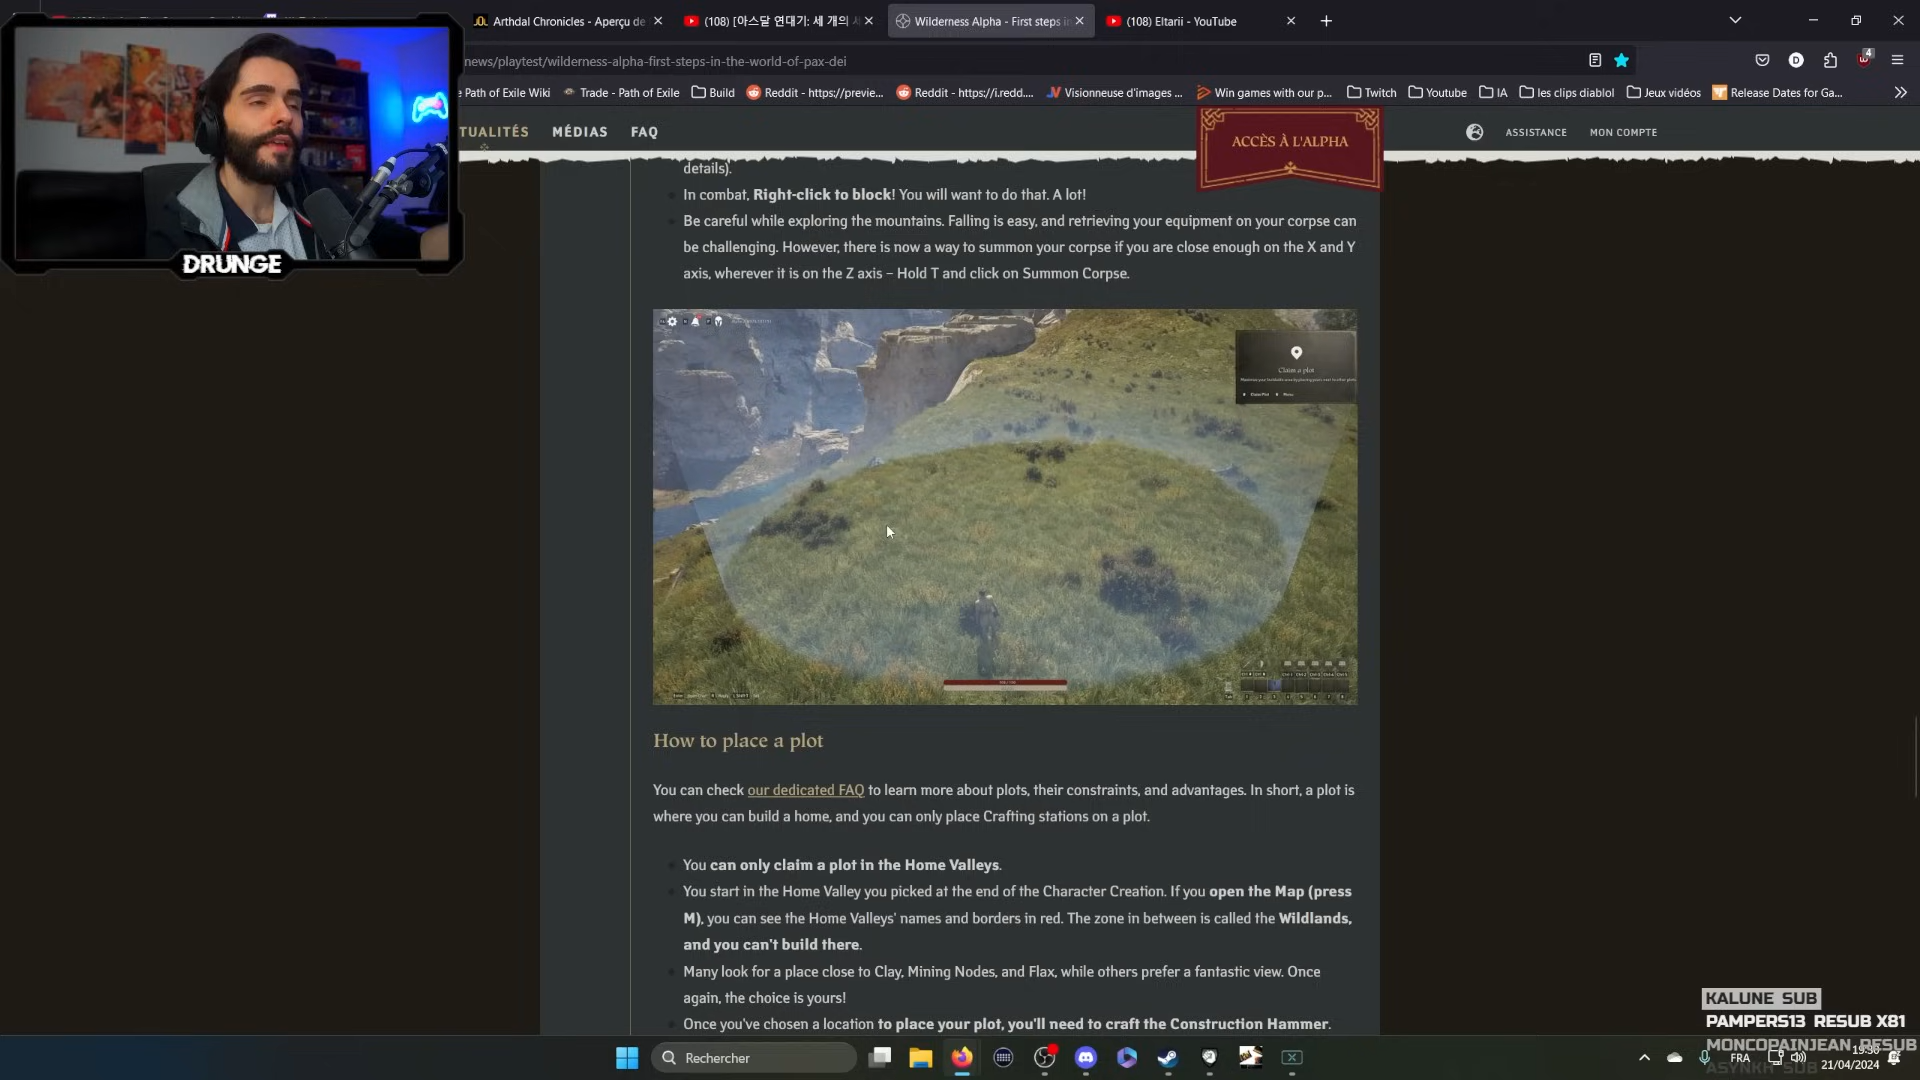 Arthdal Chronicles - Aperçu de
(108) [아스달 연대기: 세 개의 세
Wilderness Alpha - First steps in
(108) Eltarii - YouTube
news/playtest/wilderness-alpha-first-steps-in-the-world-of-pax-dei
4
Path of Exile Wiki
Trade - Path of Exile
Build
Reddit - https://previe...
Reddit - https://i.redd....
Visionneuse d'images ...
Win games with our p...
Twitch
Youtube
IA
les clips diablol
Jeux vidéos
Release Dates for Ga...
TUALITÉS
MÉDIAS
FAQ
ACCÈS À L'ALPHA
ASSISTANCE
MON COMPTE
DRUNGE
details).
In combat, Right-click to block! You will want to do that. A lot!
Be careful while exploring the mountains. Falling is easy, and retrieving your equipment on your corpse can
be challenging. However, there is now a way to summon your corpse if you are close enough on the X and Y
axis, wherever it is on the Z axis – Hold T and click on Summon Corpse.
Claim a plot
How to place a plot
You can check our dedicated FAQ to learn more about plots, their constraints, and advantages. In short, a plot is
where you can build a home, and you can only place Crafting stations on a plot.
You can only claim a plot in the Home Valleys.
You start in the Home Valley you picked at the end of the Character Creation. If you open the Map (press
M), you can see the Home Valleys' names and borders in red. The zone in between is called the Wildlands,
and you can't build there.
Many look for a place close to Clay, Mining Nodes, and Flax, while others prefer a fantastic view. Once
again, the choice is yours!
Once you've chosen a location to place your plot, you'll need to craft the Construction Hammer.
KALUNE SUB
PAMPERS13 RESUB X81
MONCOPAINJEAN RESUB
ASYNKH SUB
Rechercher
FRA
19:30
21/04/2024